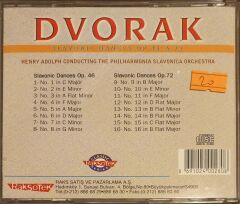 DVORAK
SLAVONIC DANCES OP.46 & 72
HENRY ADOLPH CONDUCTING THE PHILHARMONIA SLAVONICA ORCHESTRA
Slavonic Dances Op. 46
1- No. 1 in C Major
2- No. 2 in E Minor
3- No. 3 in A Flat Minor
4- No. 4 in F Major
5- No. 5 in A Major
6- No. 6 in D Major
7- No. 7 in C Minor
8- No. 8 in G Minor
Slavonic Dances Op.72
9- No. 9 in B Major
10- No. 10 in E Minor
11- No. 11 in F Major
12- No. 12 in D Flat Major
13- No. 13 in B Flat Minor
14- No. 14 in B Flat Major
15- No. 15 in C Major
16- No. 16 in A Flat Major
20
RAKSOTEK
RAKS SATIŞ VE PAZARLAMA A.Ş.